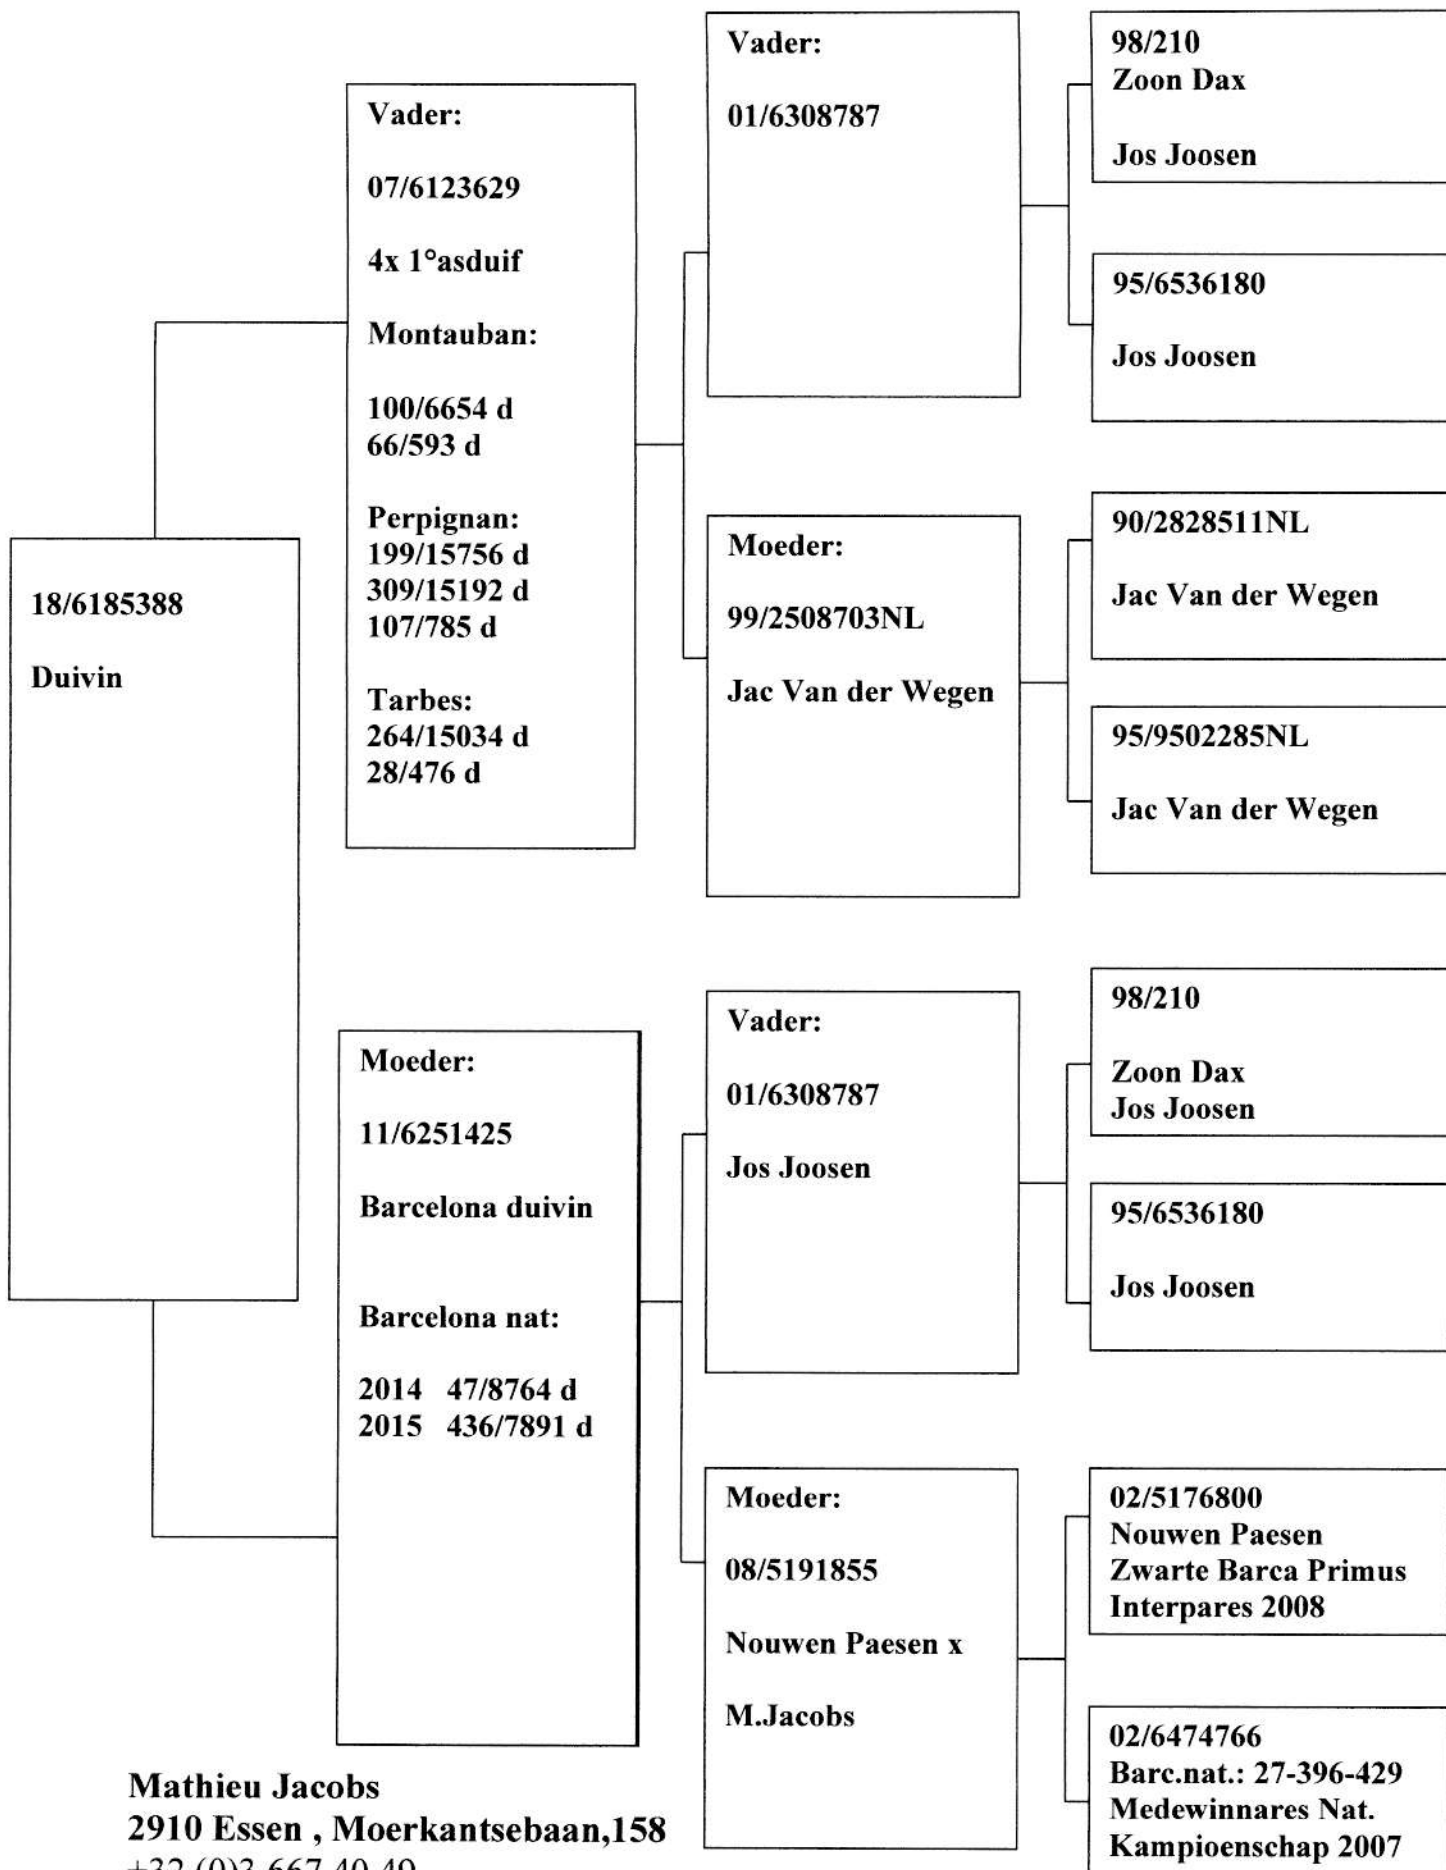 18/6185388
Duivin
Vader:
07/6123629
4x 1°asduif
Montauban:
100/6654 d
66/593 d
Perpignan:
199/15756 d
309/15192 d
107/785 d
Tarbes:
264/15034 d
28/476 d
Vader:
01/6308787
98/210
Zoon Dax
Jos Joosen
95/6536180
Jos Joosen
Moeder:
99/2508703NL
Jac Van der Wegen
90/2828511NL
Jac Van der Wegen
95/9502285NL
Jac Van der Wegen
Moeder:
11/6251425
Barcelona duivin
Barcelona nat:
2014 47/8764 d
2015 436/7891 d
Vader:
01/6308787
Jos Joosen
98/210
Zoon Dax
Jos Joosen
95/6536180
Jos Joosen
Moeder:
08/5191855
Nouwen Paesen x
M.Jacobs
02/5176800
Nouwen Paesen
Zwarte Barca Primus
Interpares 2008
02/6474766
Barc.nat.: 27-396-429
Medewinnares Nat.
Kampioenschap 2007
Mathieu Jacobs
2910 Essen , Moerkantsebaan,158
+32 (0)3 667 40 49